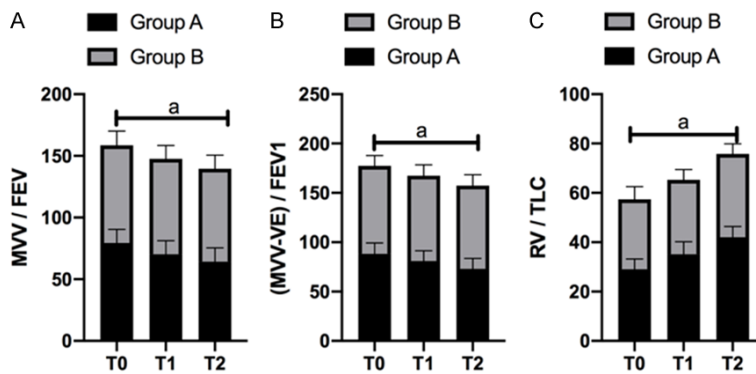 A
Group A
Group B
MVV / FEV
200
150
100
50
0
a
T0 T1 T2
B
Group B
Group A
(MVV-VE) / FEV1
250
200
150
100
50
0
a
T0 T1 T2
C
Group B
Group A
RV / TLC
100
80
60
40
20
0
a
T0 T1 T2